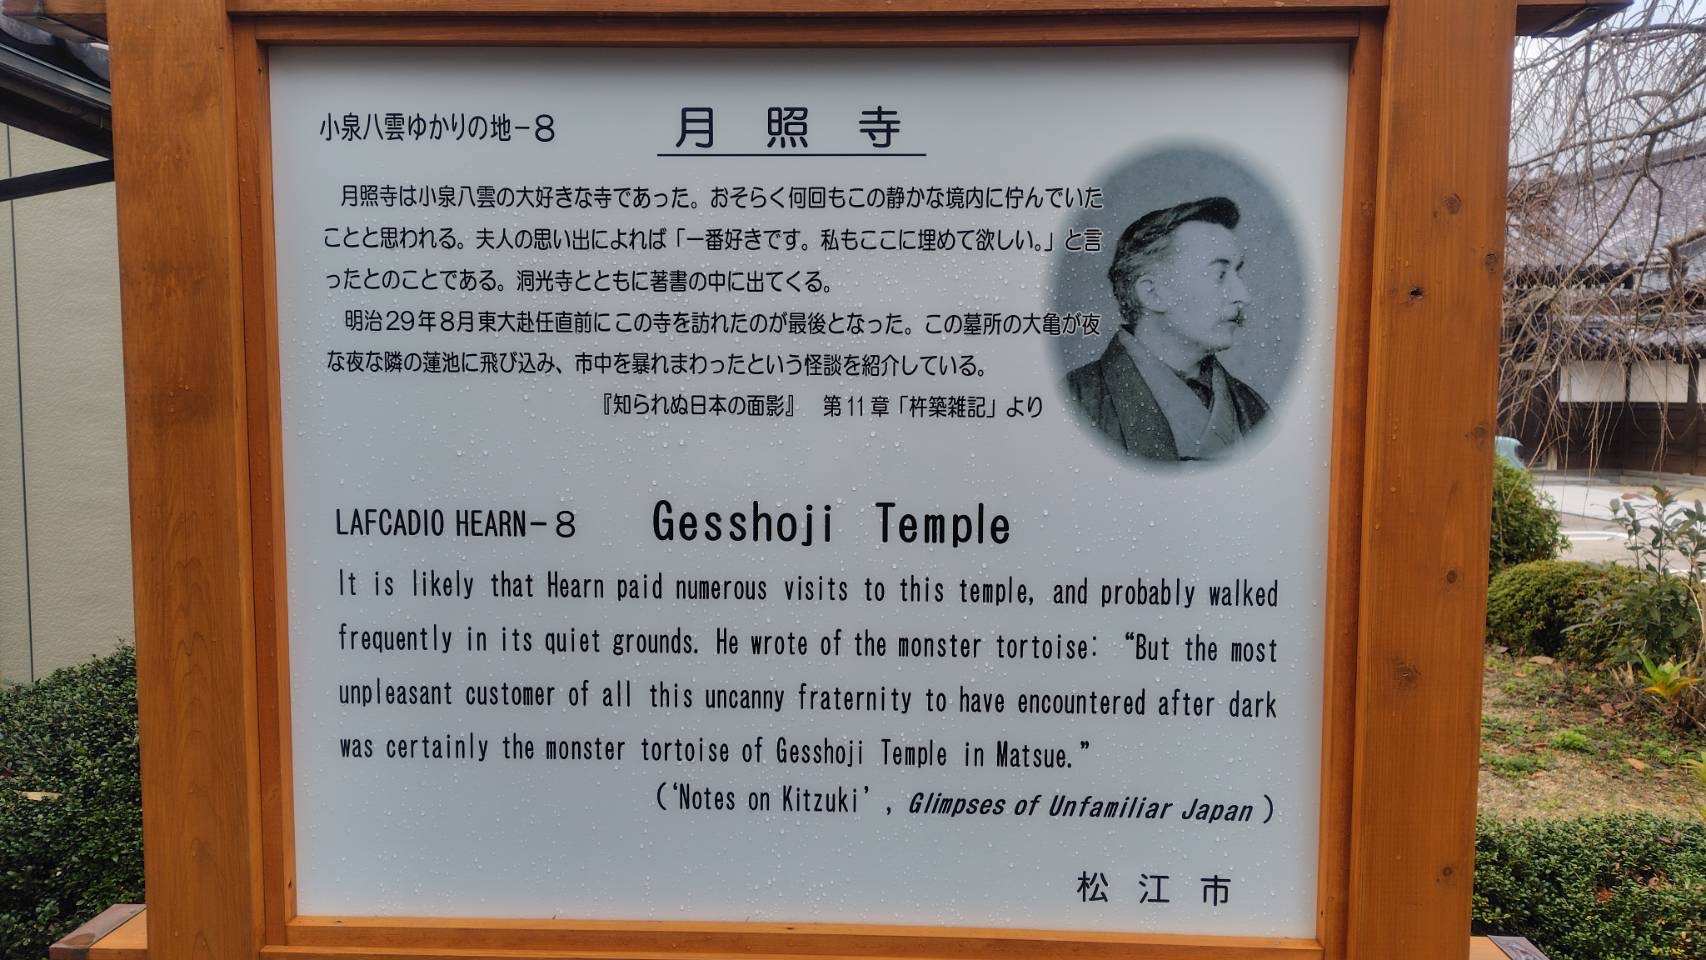 小泉八雲ゆかりの地－８ 月照寺
月照寺は小泉八雲の大好きな寺であった。おそらく何回もこの静かな境内に佇んでいた
ことと思われる。夫人の思い出によれば「一番好きです。私もここに埋めて欲しい。」と言
ったとのことである。洞光寺とともに著書の中に出てくる。
明治29年8月東大赴任直前にこの寺を訪れたのが最後となった。この墓所の大亀が夜
な夜な隣の蓮池に飛び込み、市中を暴れまわったという怪談を紹介している。
『知られぬ日本の面影』 第11章「杵築雑記」より
LAFCADIO HEARN－８ Gesshoji Temple
It is likely that Hearn paid numerous visits to this temple, and probably walked
frequently in its quiet grounds. He wrote of the monster tortoise: “But the most
unpleasant customer of all this uncanny fraternity to have encountered after dark
was certainly the monster tortoise of Gesshoji Temple in Matsue.”
(‘Notes on Kitzuki’, Glimpses of Unfamiliar Japan)
松江市